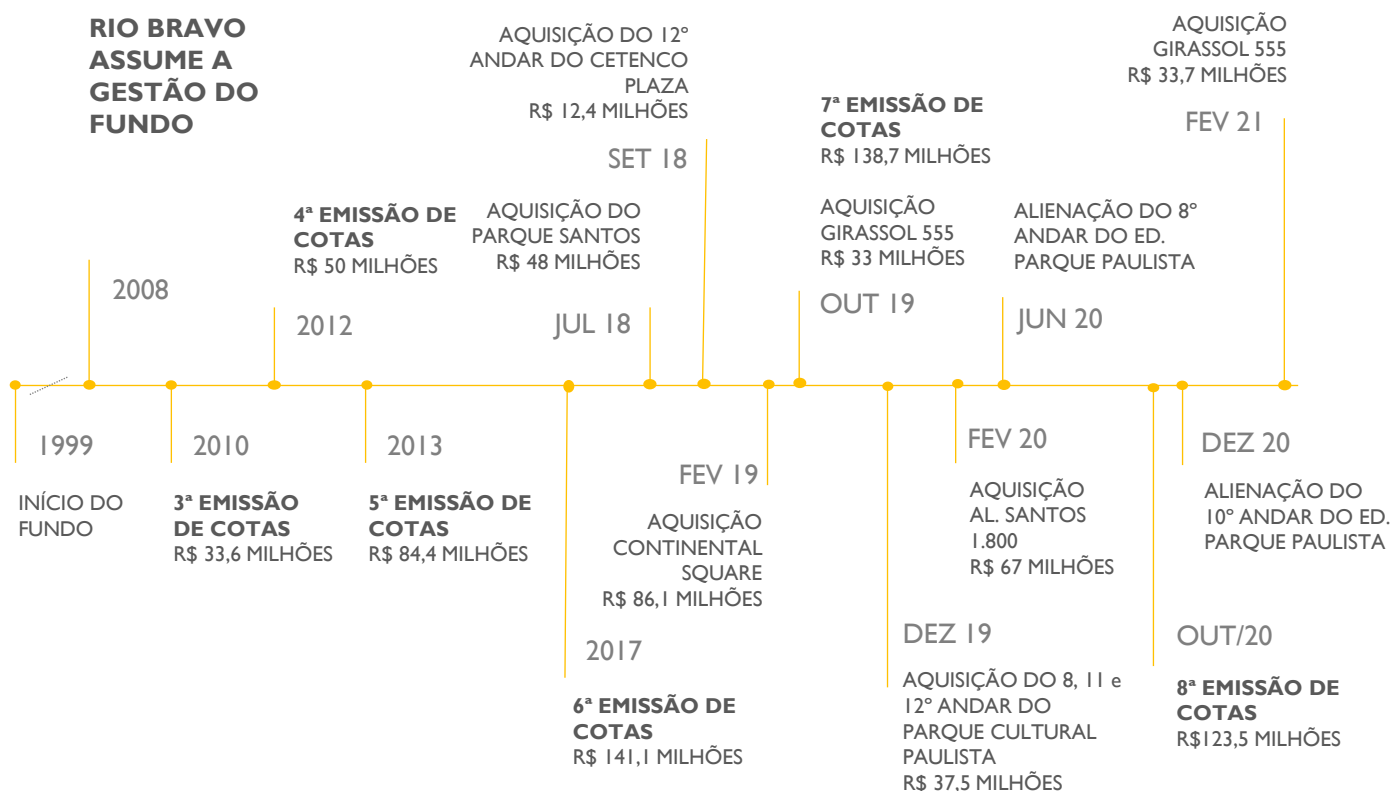 RIO BRAVO
ASSUME A
GESTÃO DO
FUNDO
2008
1999
INÍCIO DO
FUNDO
2010
3ª EMISSÃO
DE COTAS
R$ 33,6 MILHÕES
4ª EMISSÃO DE
COTAS
R$ 50 MILHÕES
2012
2013
5ª EMISSÃO DE
COTAS
R$ 84,4 MILHÕES
2017
6ª EMISSÃO DE
COTAS
R$ 141,1 MILHÕES
AQUISIÇÃO DO
PARQUE SANTOS
R$ 48 MILHÕES
JUL 18
AQUISIÇÃO DO 12º
ANDAR DO CETENCO
PLAZA
R$ 12,4 MILHÕES
SET 18
FEV 19
AQUISIÇÃO
CONTINENTAL
SQUARE
R$ 86,1 MILHÕES
7ª EMISSÃO DE
COTAS
R$ 138,7 MILHÕES
AQUISIÇÃO
GIRASSOL 555
R$ 33 MILHÕES
OUT 19
DEZ 19
AQUISIÇÃO DO 8, 11 e
12º ANDAR DO
PARQUE CULTURAL
PAULISTA
R$ 37,5 MILHÕES
FEV 20
AQUISIÇÃO
AL. SANTOS
1.800
R$ 67 MILHÕES
ALIENAÇÃO DO 8º
ANDAR DO ED.
PARQUE PAULISTA
JUN 20
OUT/20
8ª EMISSÃO DE
COTAS
R$123,5 MILHÕES
DEZ 20
ALIENAÇÃO DO
10º ANDAR DO ED.
PARQUE PAULISTA
AQUISIÇÃO
GIRASSOL 555
R$ 33,7 MILHÕES
FEV 21